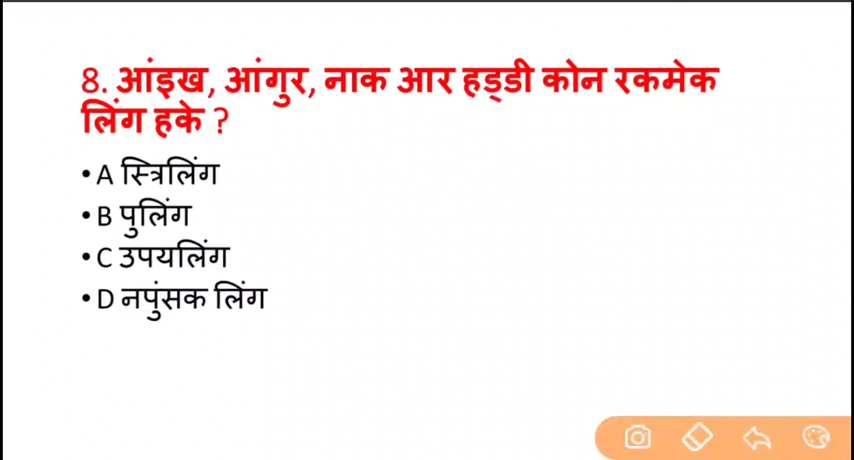 8. आंइख, आंगुर, नाक आर हड्डी कोन रकमेक
लिंग हके ?
• A स्त्रिलिंग
• B पुलिंग
• C उपयलिंग
• D नपुंसक लिंग